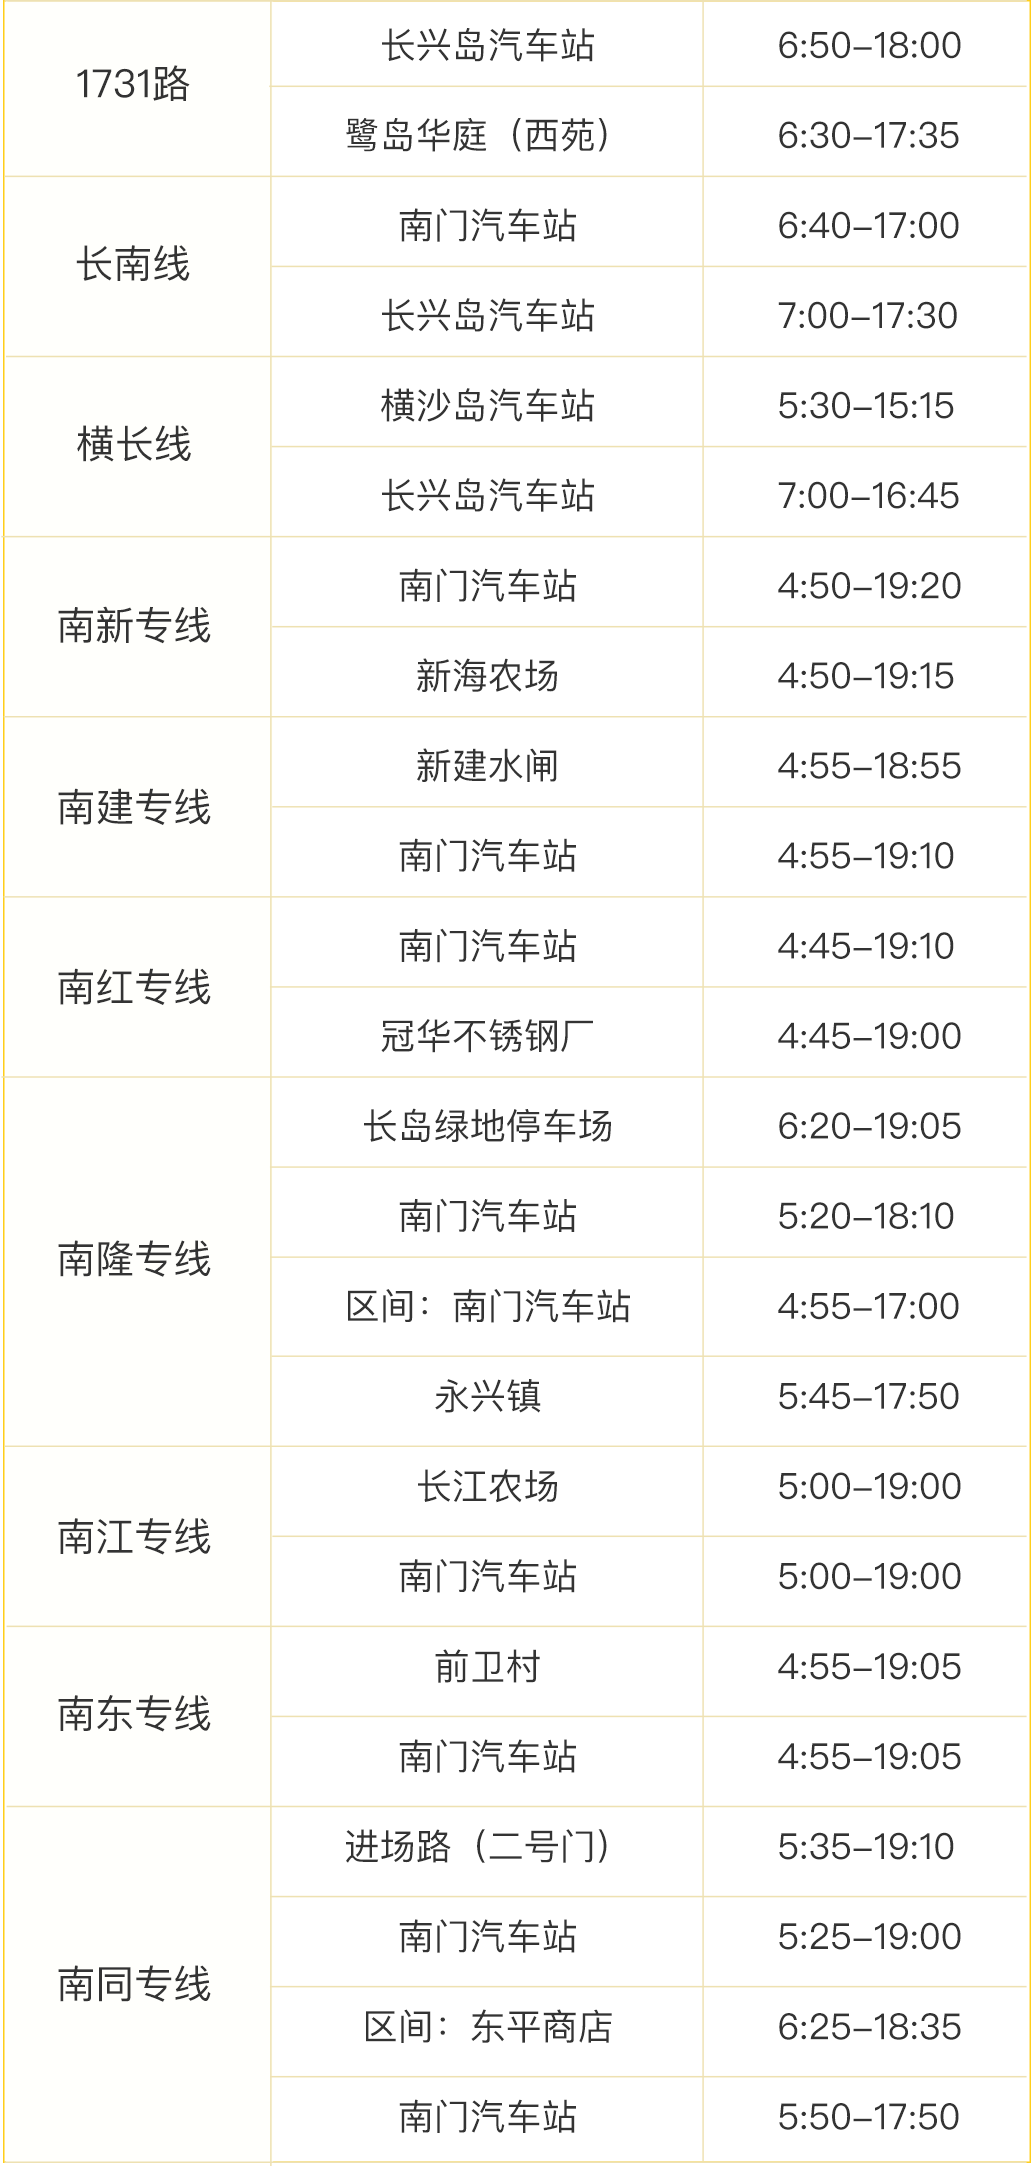 1731路
长兴岛汽车站 6:50–18:00
鹭岛华庭（西苑） 6:30–17:35
长南线
南门汽车站 6:40–17:00
长兴岛汽车站 7:00–17:30
横长线
横沙岛汽车站 5:30–15:15
长兴岛汽车站 7:00–16:45
南新专线
南门汽车站 4:50–19:20
新海农场 4:50–19:15
南建专线
新建水闸 4:55–18:55
南门汽车站 4:55–19:10
南红专线
南门汽车站 4:45–19:10
冠华不锈钢厂 4:45–19:00
南隆专线
长岛绿地停车场 6:20–19:05
南门汽车站 5:20–18:10
区间：南门汽车站 4:55–17:00
永兴镇 5:45–17:50
南江专线
长江农场 5:00–19:00
南门汽车站 5:00–19:00
南东专线
前卫村 4:55–19:05
南门汽车站 4:55–19:05
南同专线
进场路（二号门） 5:35–19:10
南门汽车站 5:25–19:00
区间：东平商店 6:25–18:35
南门汽车站 5:50–17:50